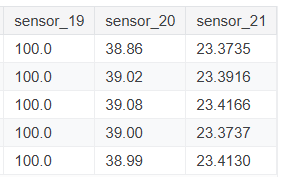 sensor_19 sensor_20 sensor_21
100.0 38.86 23.3735
100.0 39.02 23.3916
100.0 39.08 23.4166
100.0 39.00 23.3737
100.0 38.99 23.4130